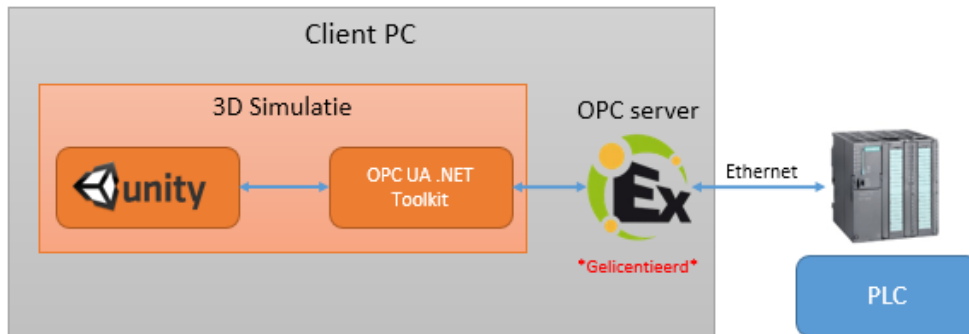 Client PC
3D Simulatie
OPC server
unity
OPC UA .NET
Toolkit
Ex
Ethernet
*Gelicentieerd*
PLC